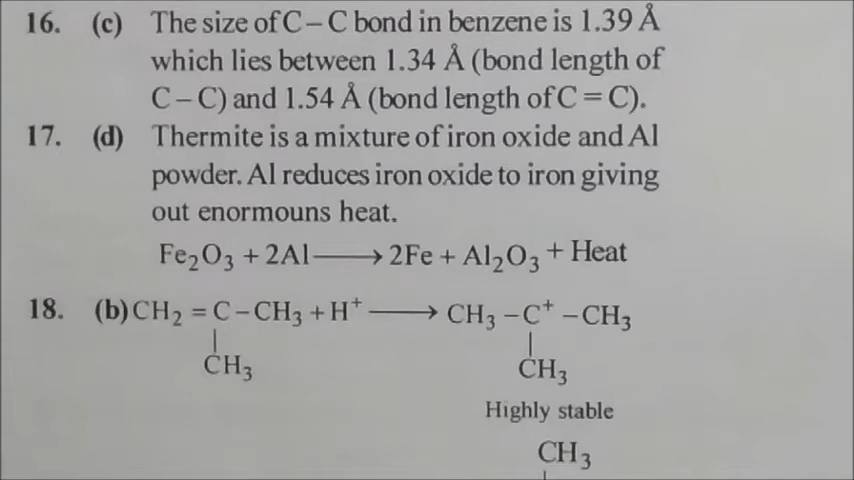 16. (c) The size of C – C bond in benzene is 1.39 Å
which lies between 1.34 Å (bond length of
C – C) and 1.54 Å (bond length of C = C).
17. (d) Thermite is a mixture of iron oxide and Al
powder. Al reduces iron oxide to iron giving
out enormouns heat.
Fe₂O₃ + 2Al ⟶ 2Fe + Al₂O₃ + Heat
18. (b) CH₂ = C – CH₃ + H⁺ ⟶ CH₃ – C⁺ – CH₃
| |
CH₃ CH₃
Highly stable
CH₃